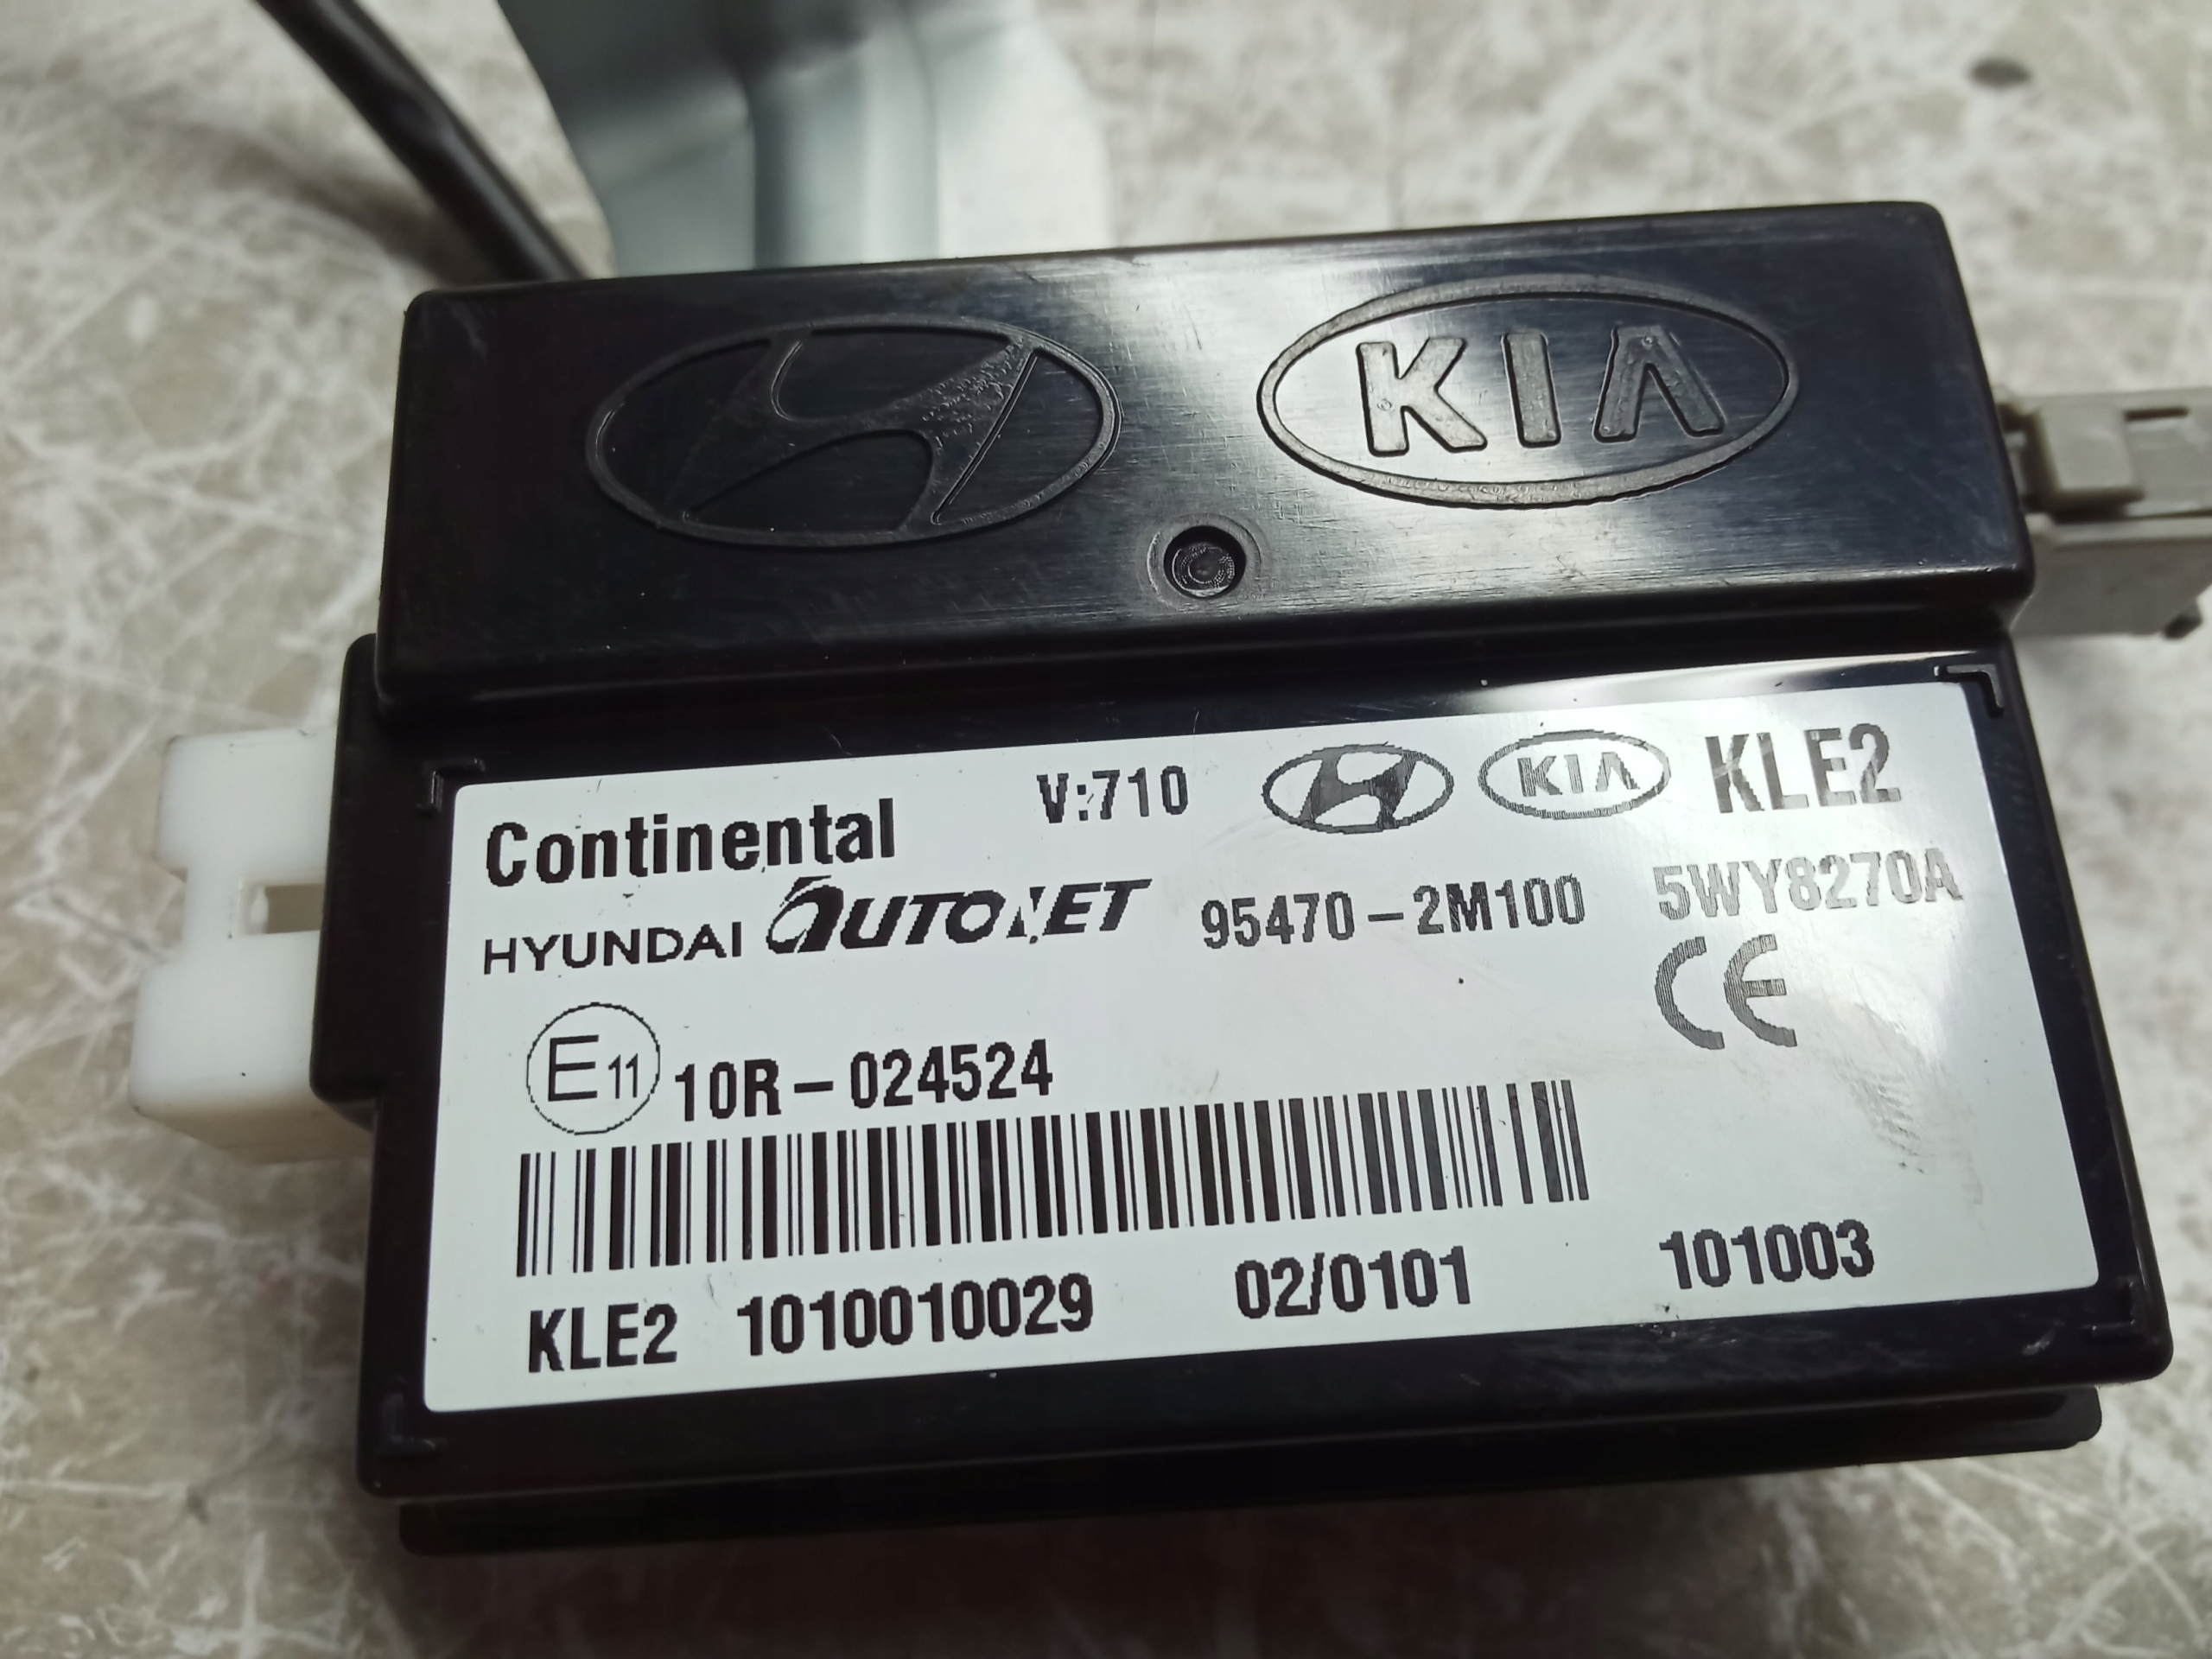 KIA
Continental V:710 KIA KLE2
HYUNDAI AUTONET 95470-2M100 5WY8270A
E11 10R-024524 CE
KLE2 1010010029 02/0101 101003